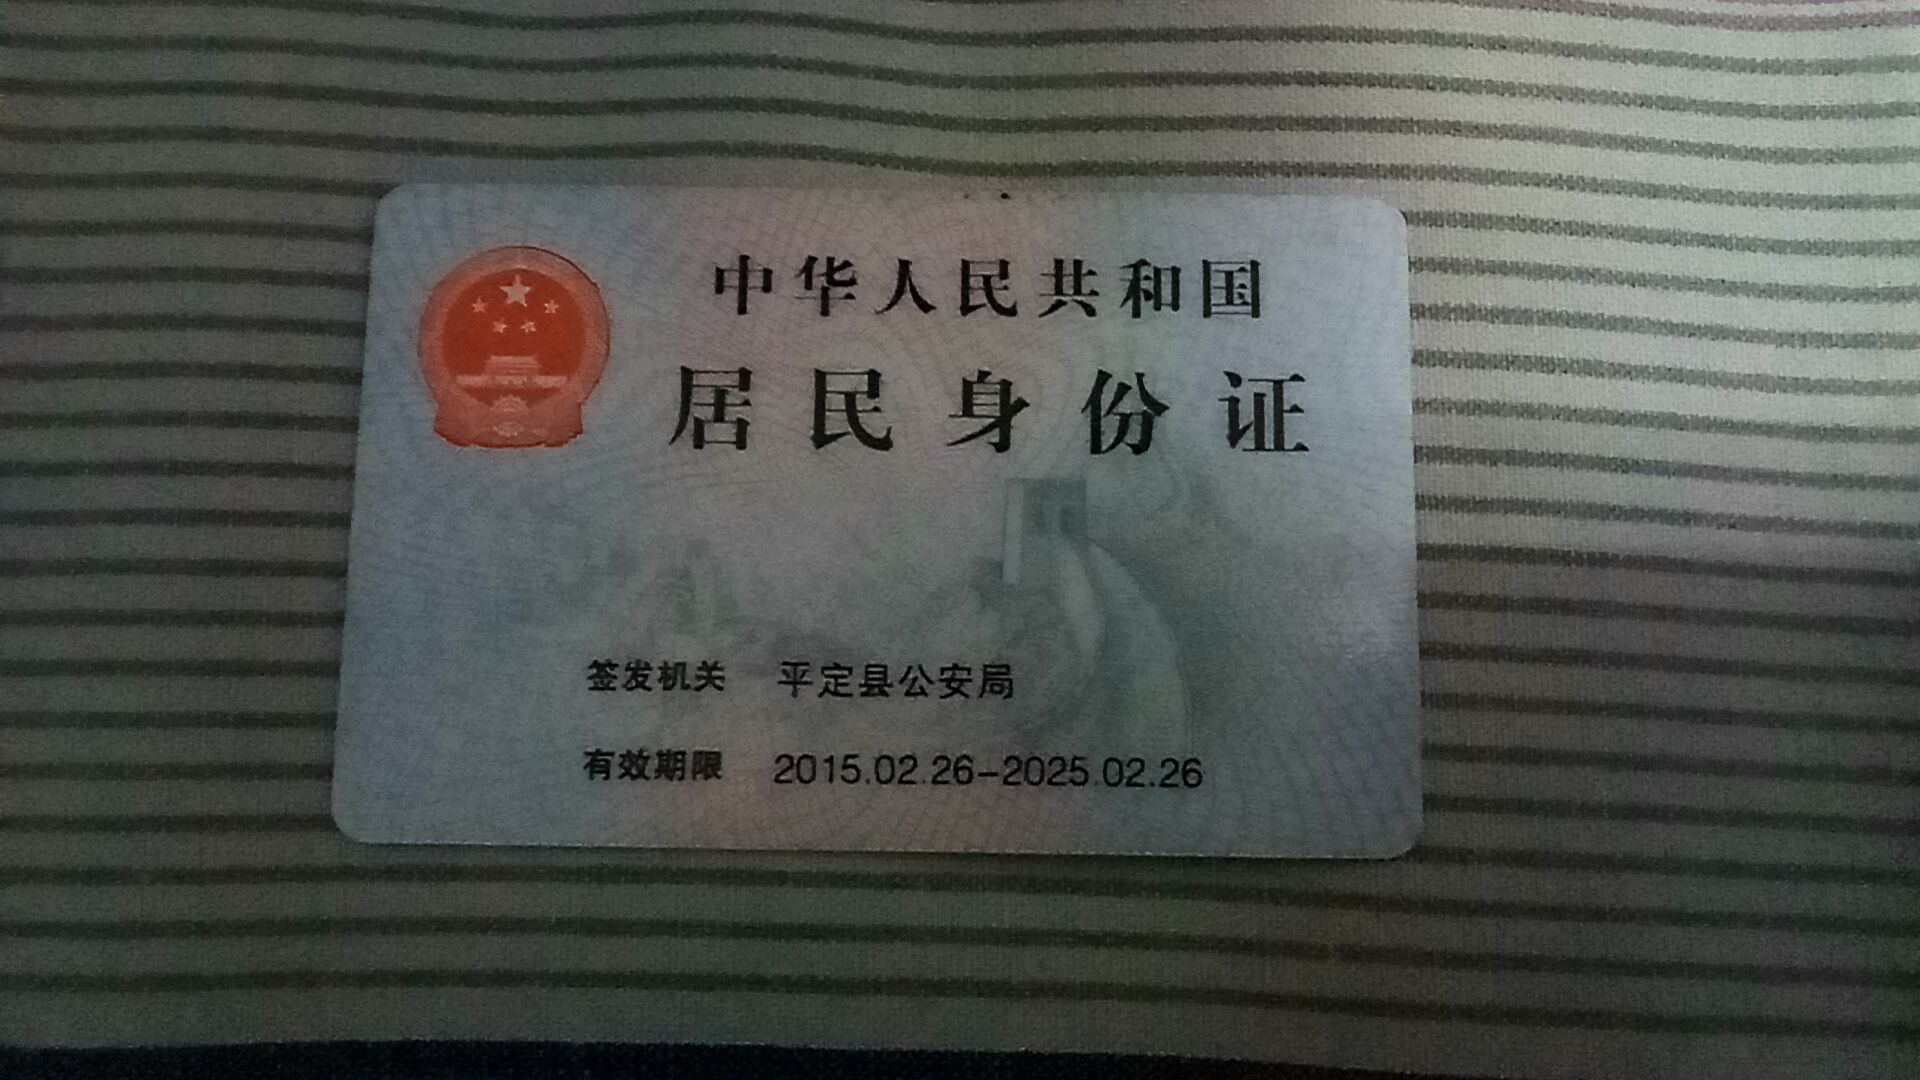 中华人民共和国
居民身份证
签发机关 平定县公安局
有效期限 2015.02.26-2025.02.26